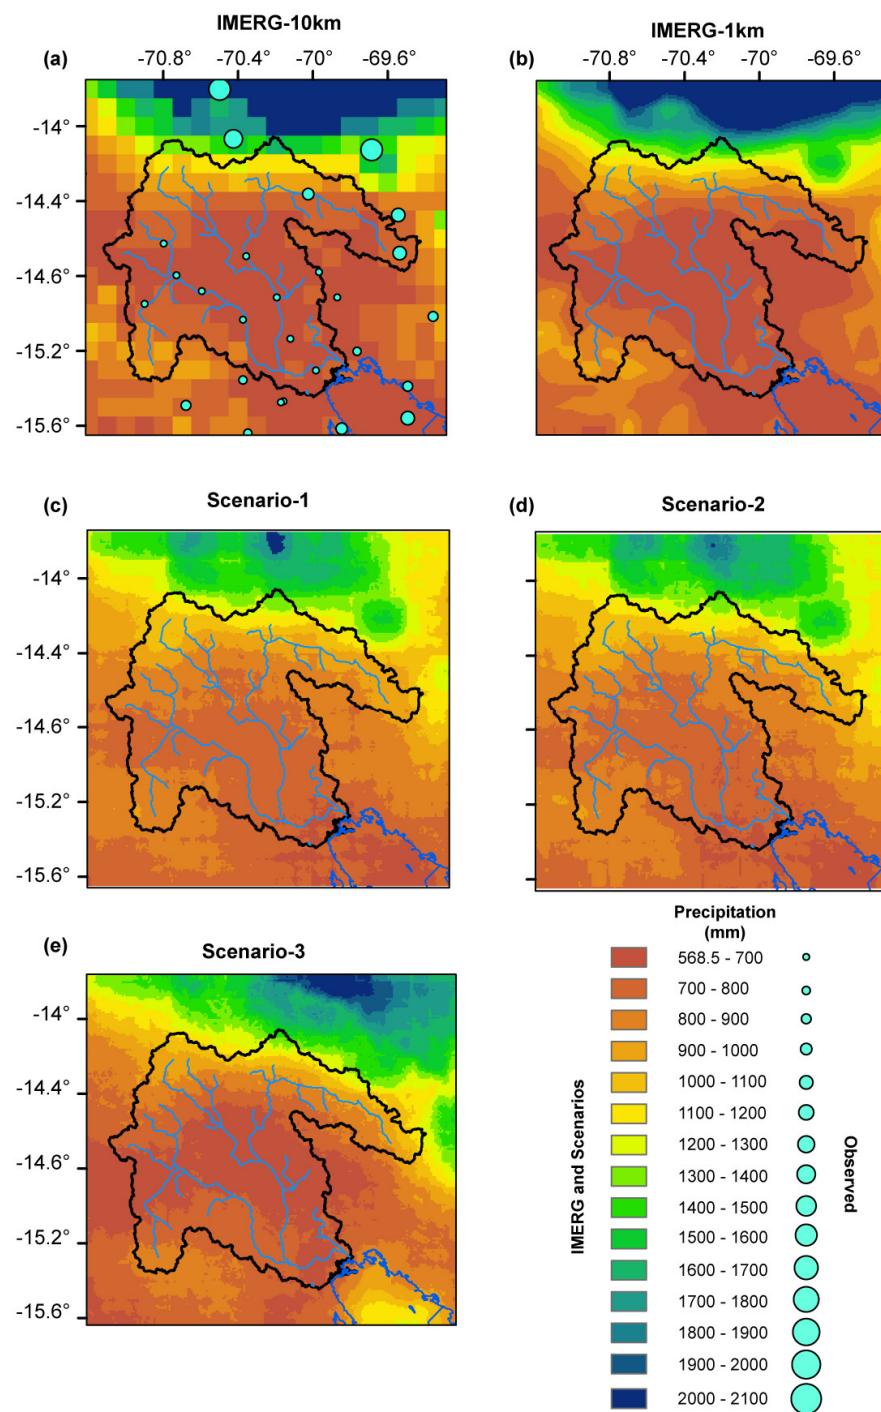 IMERG-10km
IMERG-1km
(a)
-70.8° -70.4° -70° -69.6°
(b)
-70.8° -70.4° -70° -69.6°
-14°
-14.4°
-14.6°
-15.2°
-15.6°
Scenario-1
Scenario-2
(c)
(d)
-14°
-14.4°
-14.6°
-15.2°
-15.6°
Scenario-3
(e)
-14°
-14.4°
-14.6°
-15.2°
-15.6°
Precipitation
(mm)
568.5 - 700
700 - 800
800 - 900
900 - 1000
1000 - 1100
1100 - 1200
1200 - 1300
1300 - 1400
1400 - 1500
1500 - 1600
1600 - 1700
1700 - 1800
1800 - 1900
1900 - 2000
2000 - 2100
IMERG and Scenarios
Observed